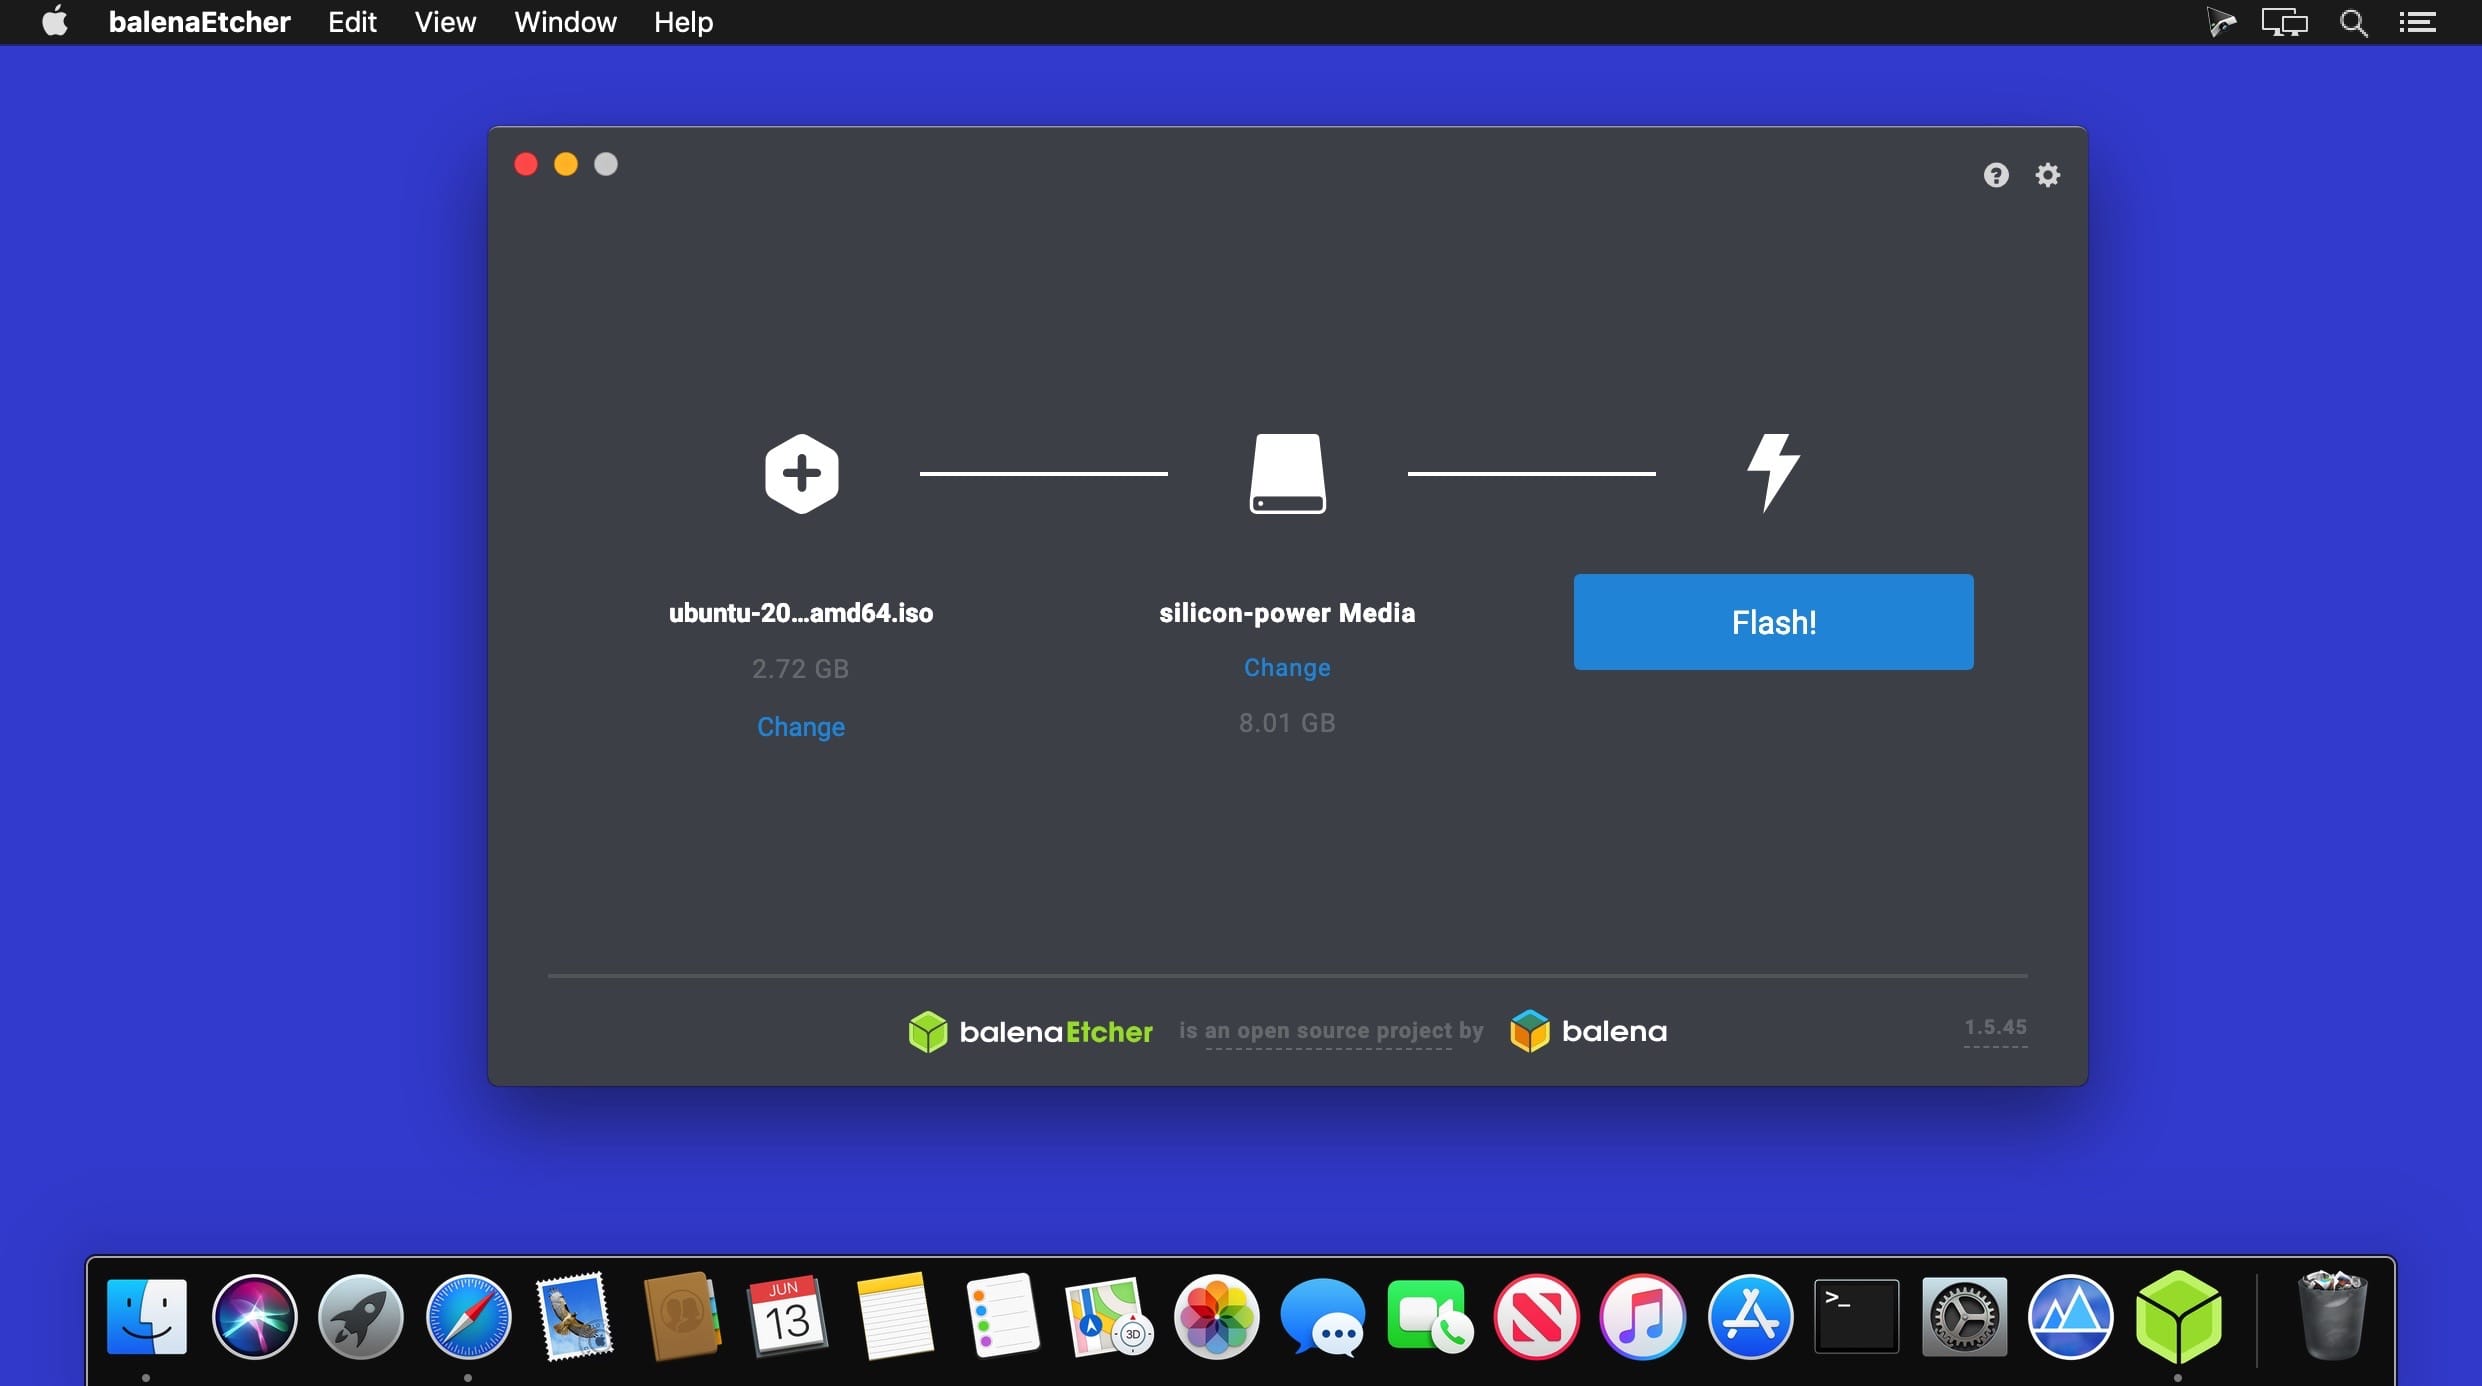 balenaEtcher Edit View Window Help
ubuntu-20...amd64.iso
2.72 GB
Change
silicon-power Media
Change
8.01 GB
Flash!
balenaEtcher is an open source project by balena
1.5.45
JUN
13
3D
>_